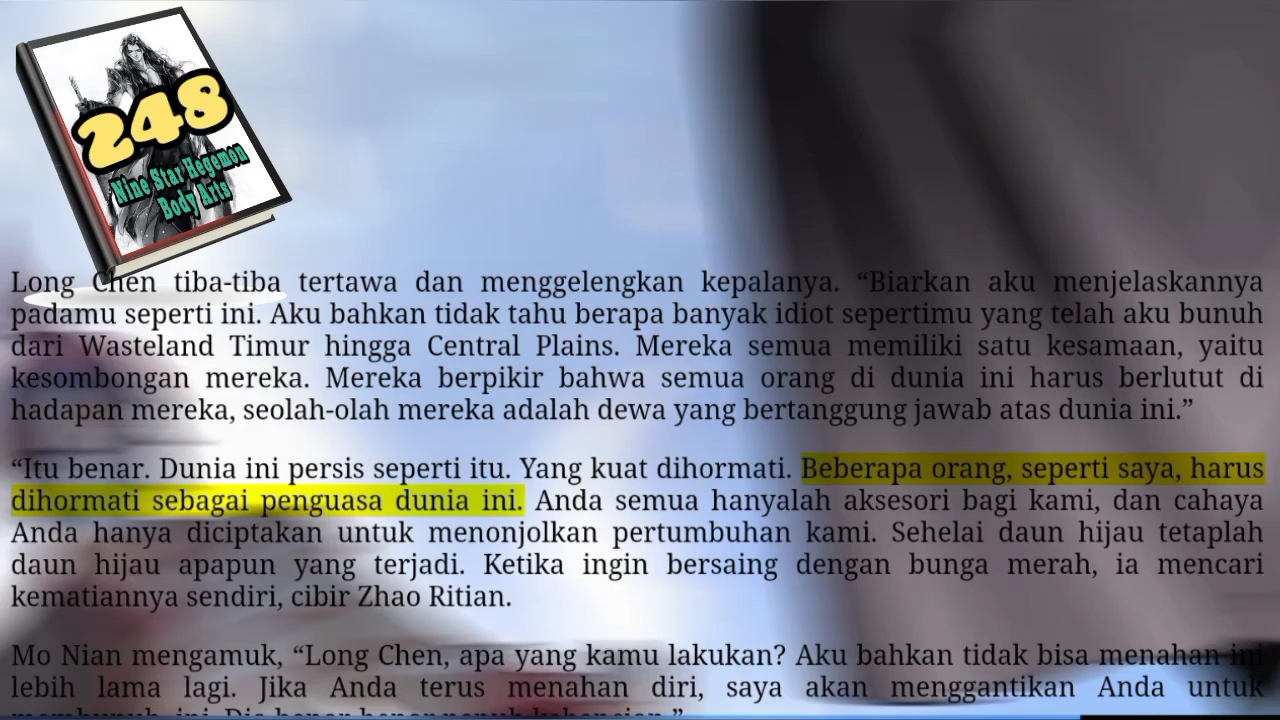 248
Nine Star Hegemon
Body Arts
Long Chen tiba-tiba tertawa dan menggelengkan kepalanya. “Biarkan aku menjelaskannya
padamu seperti ini. Aku bahkan tidak tahu berapa banyak idiot sepertimu yang telah aku bunuh
dari Wasteland Timur hingga Central Plains. Mereka semua memiliki satu kesamaan, yaitu
kesombongan mereka. Mereka berpikir bahwa semua orang di dunia ini harus berlutut di
hadapan mereka, seolah-olah mereka adalah dewa yang bertanggung jawab atas dunia ini.”
“Itu benar. Dunia ini persis seperti itu. Yang kuat dihormati. Beberapa orang, seperti saya, harus
dihormati sebagai penguasa dunia ini. Anda semua hanyalah aksesori bagi kami, dan cahaya
Anda hanya diciptakan untuk menonjolkan pertumbuhan kami. Sehelai daun hijau tetaplah
daun hijau apapun yang terjadi. Ketika ingin bersaing dengan bunga merah, ia mencari
kematiannya sendiri, cibir Zhao Ritian.
Mo Nian mengamuk, “Long Chen, apa yang kamu lakukan? Aku bahkan tidak bisa menahan ini
lebih lama lagi. Jika Anda terus menahan diri, saya akan menggantikan Anda untuk